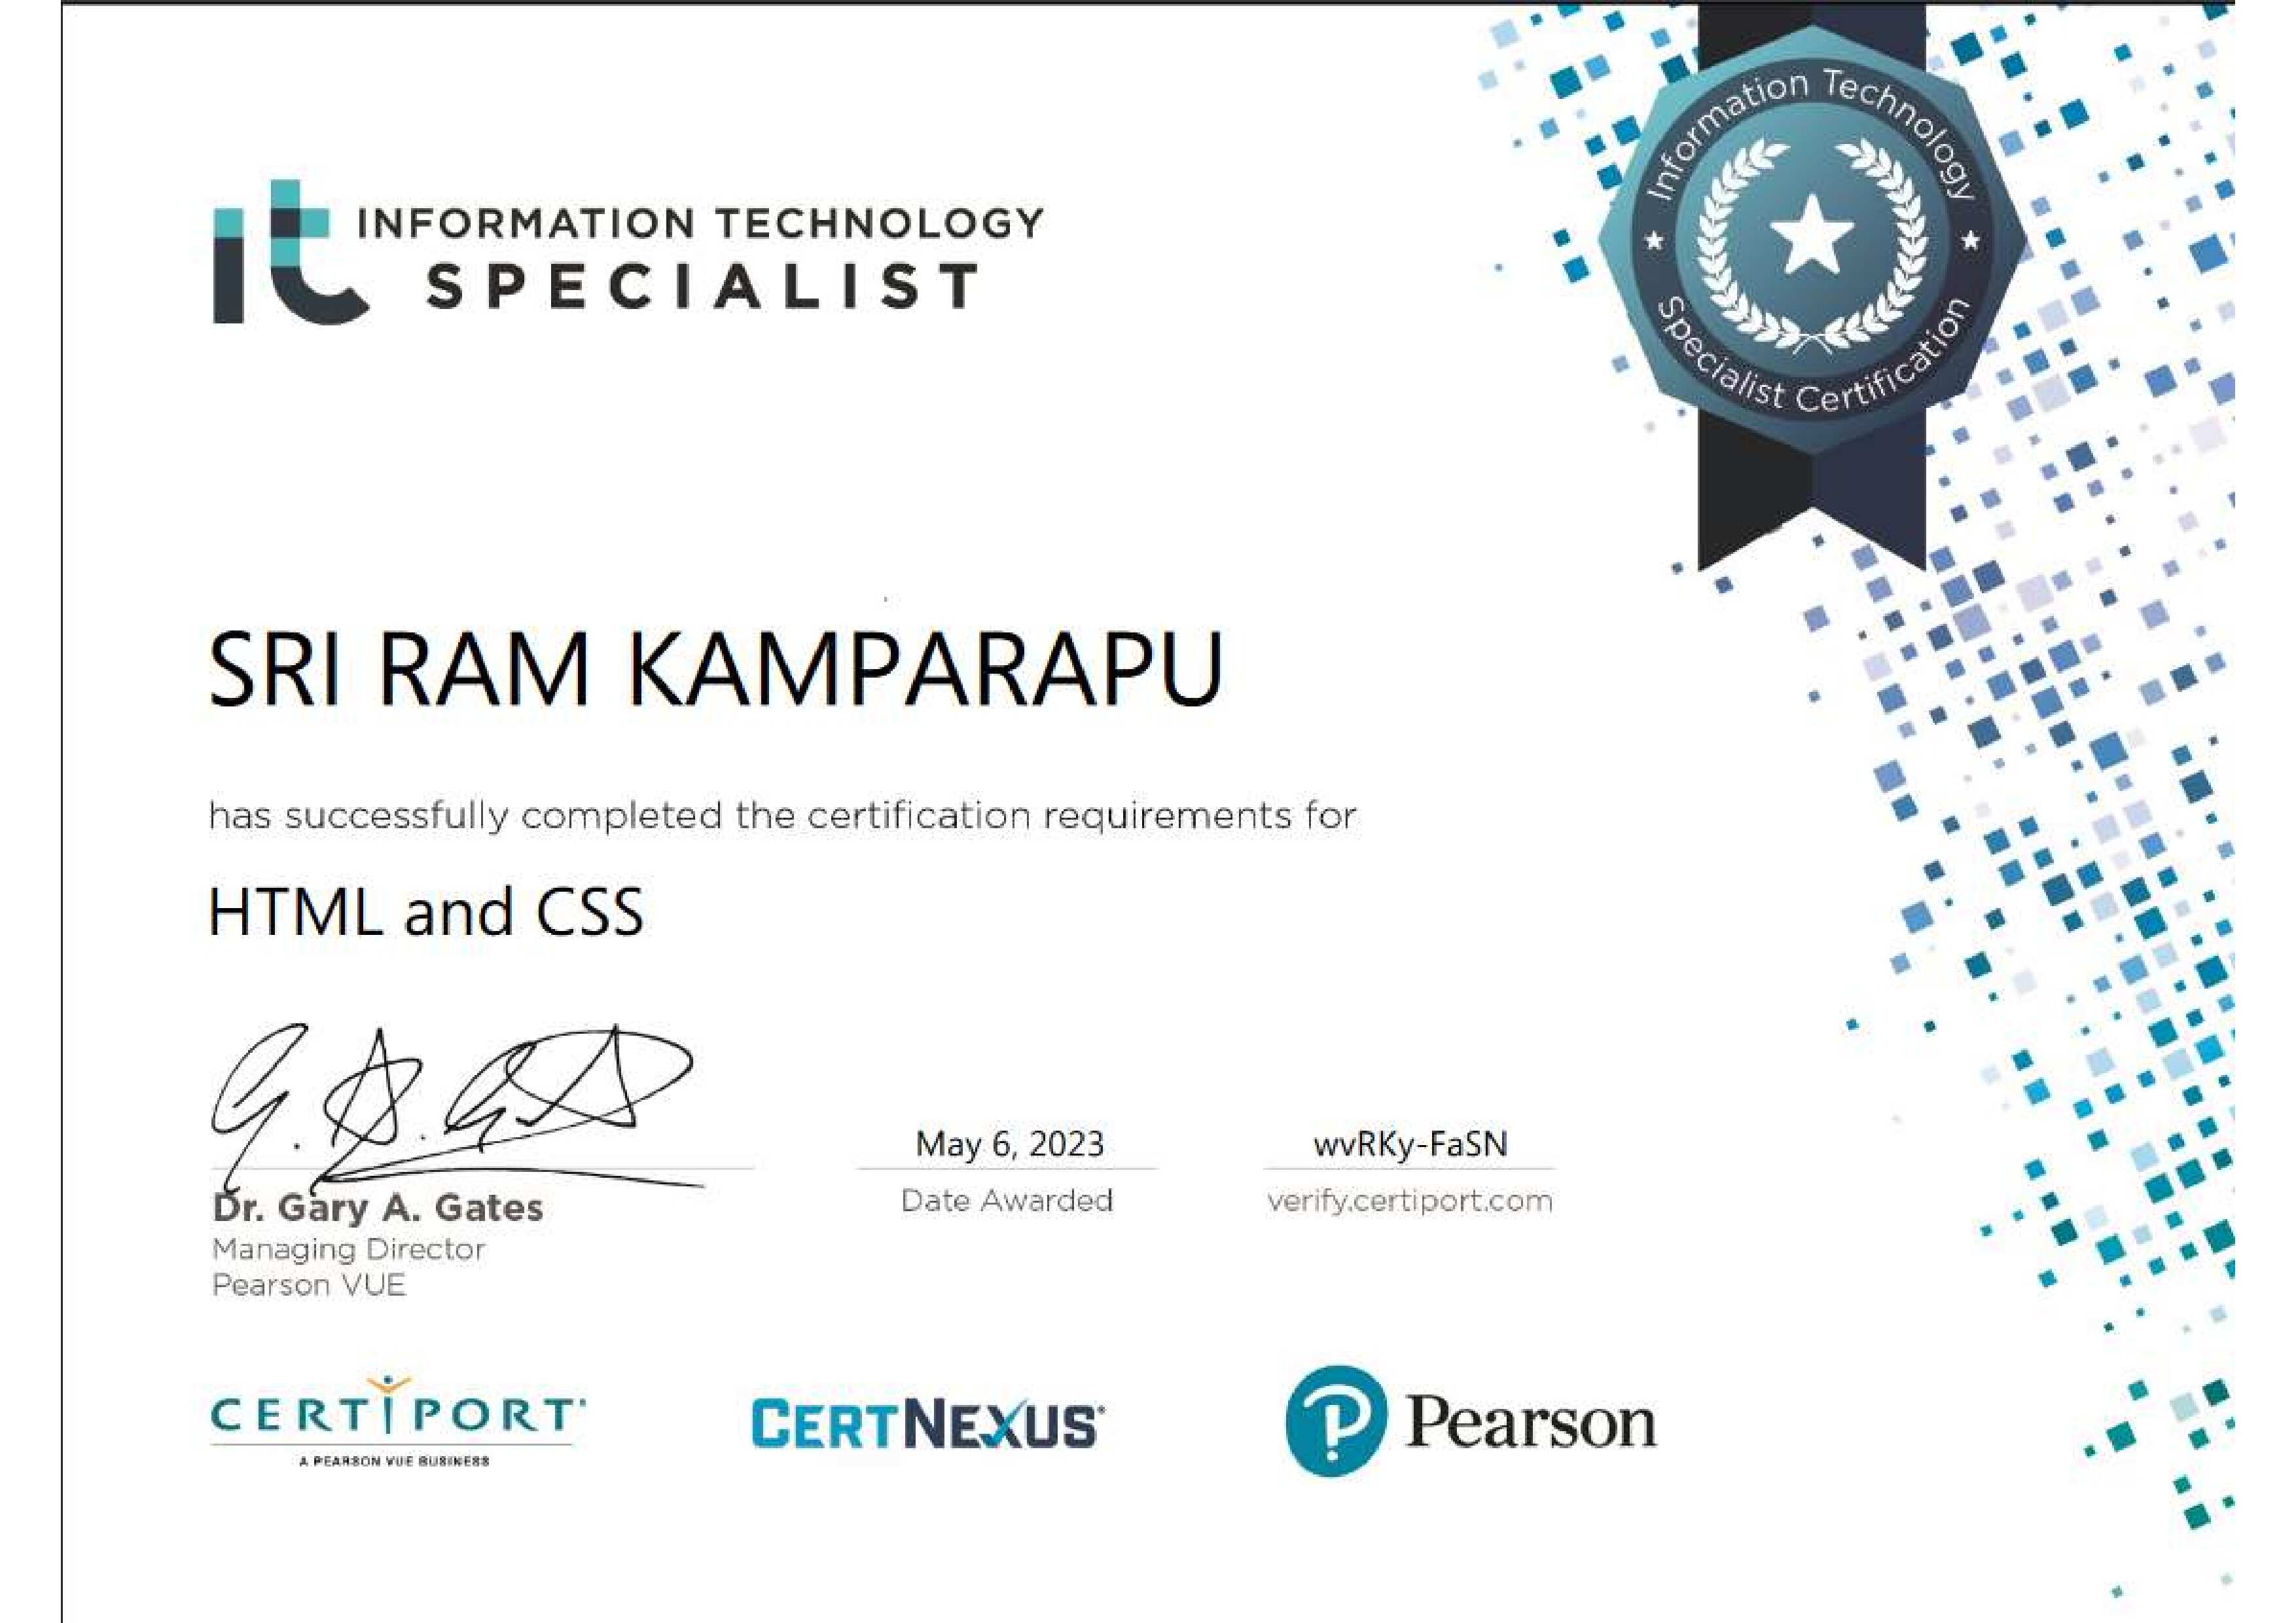 Information Technology
Specialist Certification
it INFORMATION TECHNOLOGY
SPECIALIST
SRI RAM KAMPARAPU
has successfully completed the certification requirements for
HTML and CSS
G. A. Gates
May 6, 2023
wvRKy-FaSN
Dr. Gary A. Gates
Date Awarded
verify.certiport.com
Managing Director
Pearson VUE
CERTIPORT
A PEARSON VUE BUSINESS
CERTNEXUS
Pearson